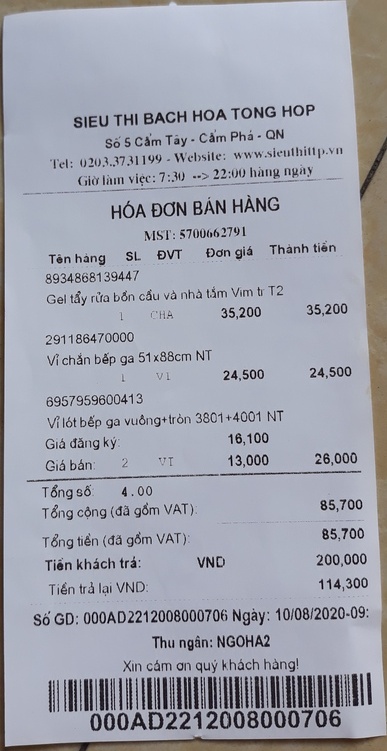 SIEU THI BACH HOA TONG HOP
Số 5 Cẩm Tây - Cẩm Phả - QN
Tel: 0203.3731199 - Website: www.sieuthittp.vn
Giờ làm việc: 7:30 --> 22:00 hàng ngày
HÓA ĐƠN BÁN HÀNG
MST: 5700662791
Tên hàng SL ĐVT Đơn giá Thành tiền
8934868139447
Gel tẩy rửa bồn cầu và nhà tắm Vim tr T2
1 CHA 35,200 35,200
291186470000
Vỉ chắn bếp ga 51x88cm NT
1 VI 24,500 24,500
6957959600413
Vỉ lót bếp ga vuông+tròn 3801+4001 NT
Giá đăng ký: 16,100
Giá bán: 2 VI 13,000 26,000
Tổng số: 4.00
Tổng cộng (đã gồm VAT): 85,700
Tổng tiền (đã gồm VAT): 85,700
Tiền khách trả: VND 200,000
Tiền trả lại VND: 114,300
Số GD: 000AD2212008000706 Ngày: 10/08/2020-09:
Thu ngân: NGOHA2
Xin cám ơn quý khách hàng!
000AD2212008000706